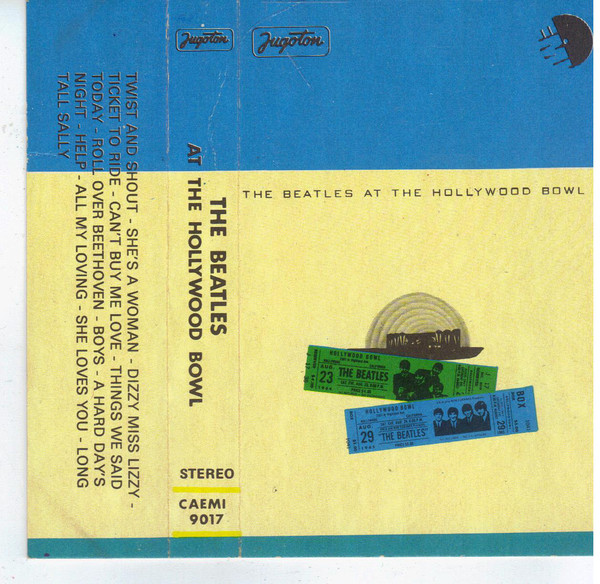 TWIST AND SHOUT - SHE'S A WOMAN - DIZZY MISS LIZZY -
TICKET TO RIDE - CAN'T BUY ME LOVE - THINGS WE SAID
TODAY - ROLL OVER BEETHOVEN - BOYS - A HARD DAY'S
NIGHT - HELP - ALL MY LOVING - SHE LOVES YOU - LONG
TALL SALLY
Jugoton
THE BEATLES
AT THE HOLLYWOOD BOWL
STEREO
CAEMI
9017
Jugoton
EMI
THE BEATLES AT THE HOLLYWOOD BOWL
HOLLYWOOD BOWL
AUG.
23
THE BEATLES
HOLLYWOOD BOWL
AUG.
29
"THE BEATLES"
BOX
29